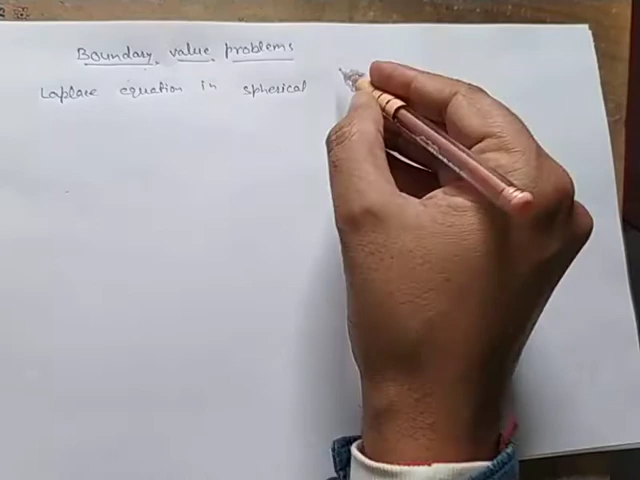 Boundary value problems
Laplace equation in spherical